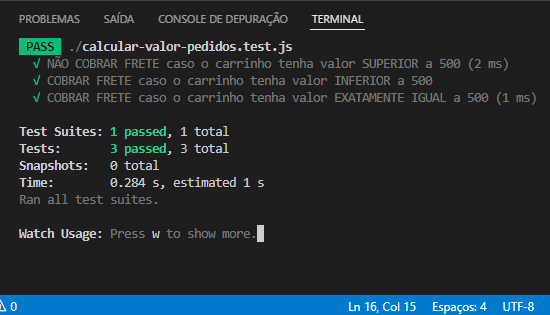 PROBLEMAS SAÍDA CONSOLE DE DEPURAÇÃO TERMINAL
PASS ./calcular-valor-pedidos.test.js
√ NÃO COBRAR FRETE caso o carrinho tenha valor SUPERIOR a 500 (2 ms)
√ COBRAR FRETE caso o carrinho tenha valor INFERIOR a 500
√ COBRAR FRETE caso o carrinho tenha valor EXATAMENTE IGUAL a 500 (1 ms)
Test Suites: 1 passed, 1 total
Tests: 3 passed, 3 total
Snapshots: 0 total
Time: 0.284 s, estimated 1 s
Ran all test suites.
Watch Usage: Press w to show more.
0 Ln 16, Col 15 Espaços: 4 UTF-8